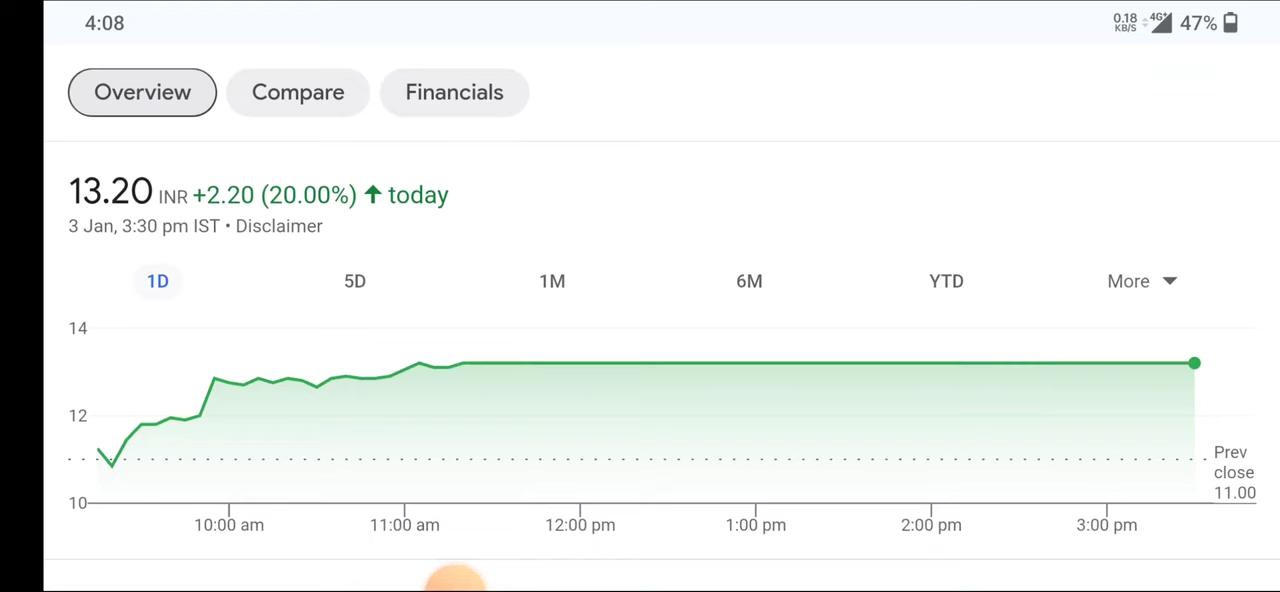 4:08
0.18 KB/S 4G+ 47%
Overview Compare Financials
13.20 INR +2.20 (20.00%) ↑ today
3 Jan, 3:30 pm IST • Disclaimer
1D 5D 1M 6M YTD More
14
12
10
Prev
close
11.00
10:00 am 11:00 am 12:00 pm 1:00 pm 2:00 pm 3:00 pm